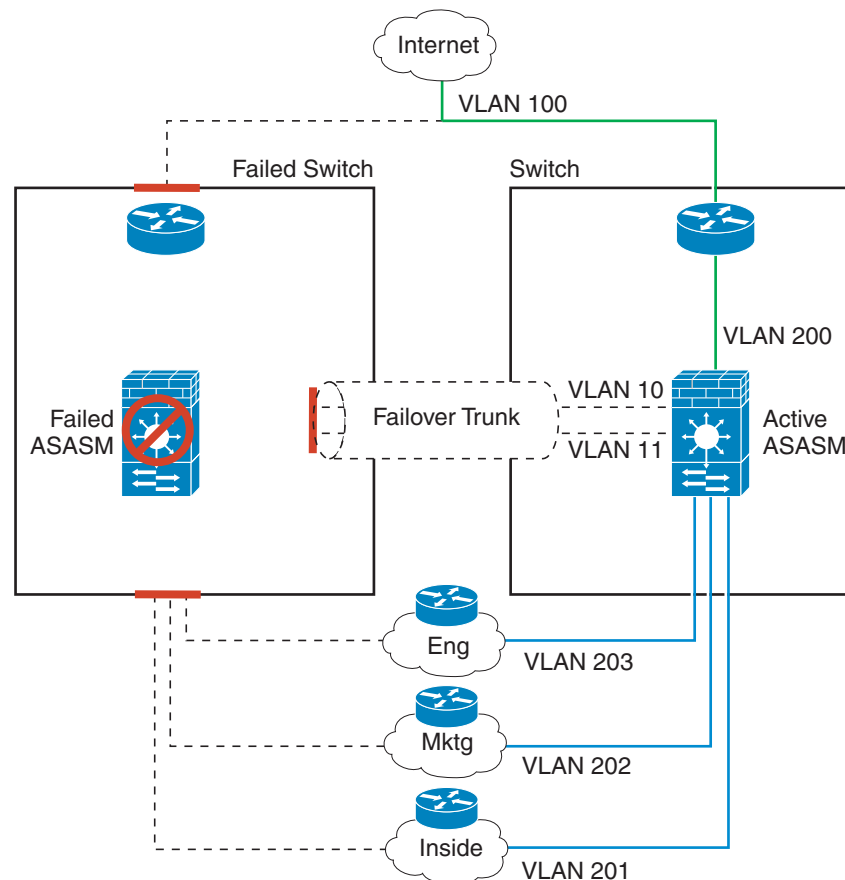 Internet
VLAN 100
Failed Switch
Switch
VLAN 200
Failed
ASASM
Failover Trunk
VLAN 10
VLAN 11
Active
ASASM
Eng
VLAN 203
Mktg
VLAN 202
Inside
VLAN 201